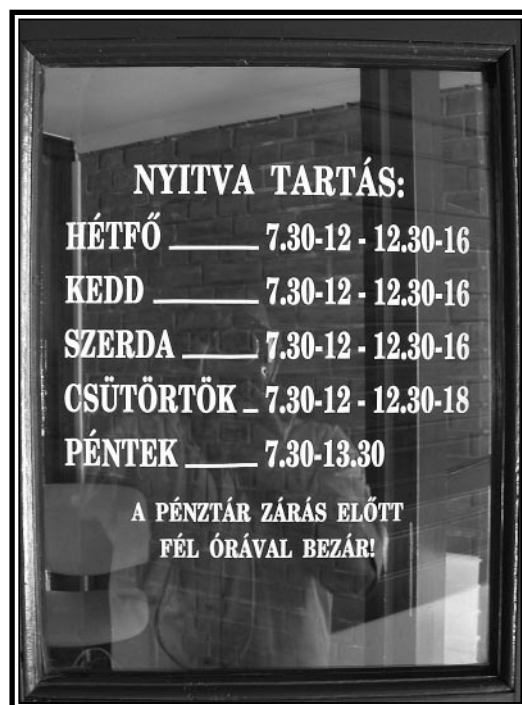 NYITVA TARTÁS:
HÉTFŐ ______ 7.30-12 - 12.30-16
KEDD ______ 7.30-12 - 12.30-16
SZERDA _____ 7.30-12 - 12.30-16
CSÜTÖRTÖK _ 7.30-12 - 12.30-18
PÉNTEK _____ 7.30-13.30
A PÉNZTÁR ZÁRÁS ELŐTT
FÉL ÓRÁVAL BEZÁR!